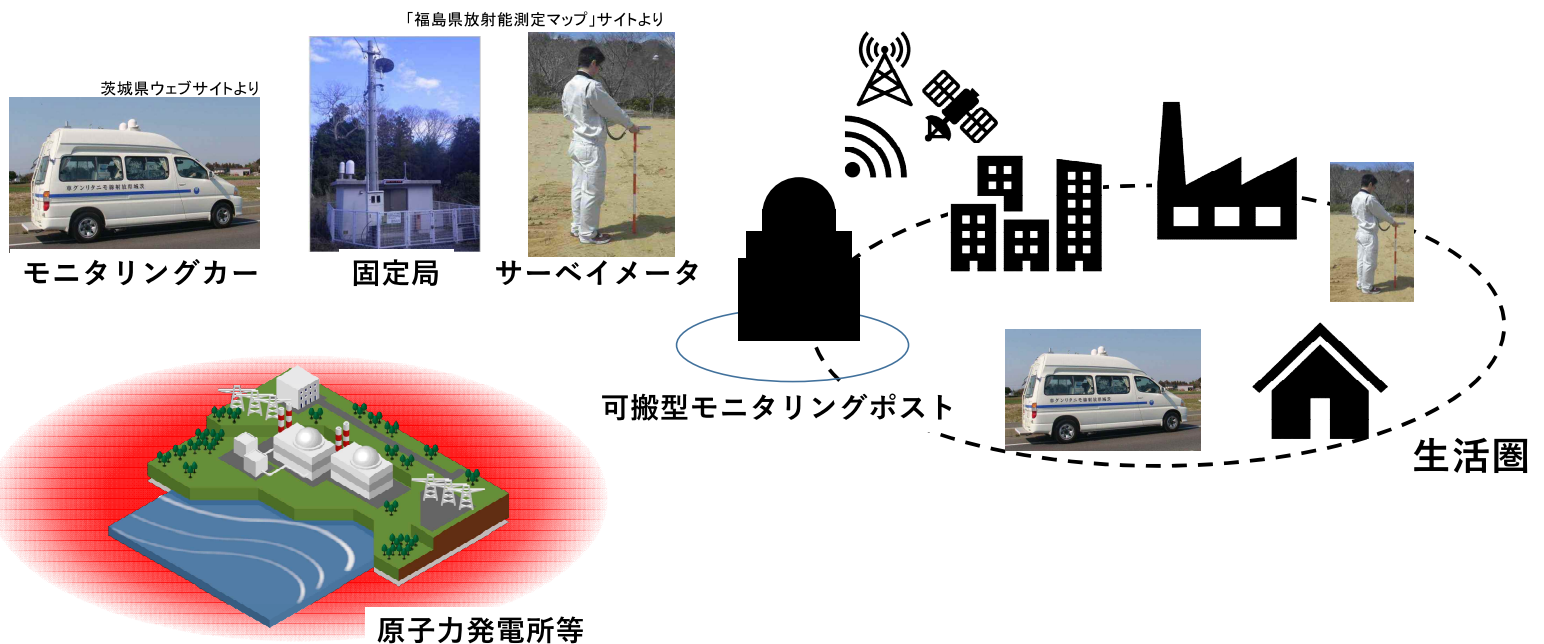 「福島県放射能測定マップ」サイトより
茨城県ウェブサイトより
モニタリングカー
固定局
サーベイメータ
可搬型モニタリングポスト
生活圏
原子力発電所等